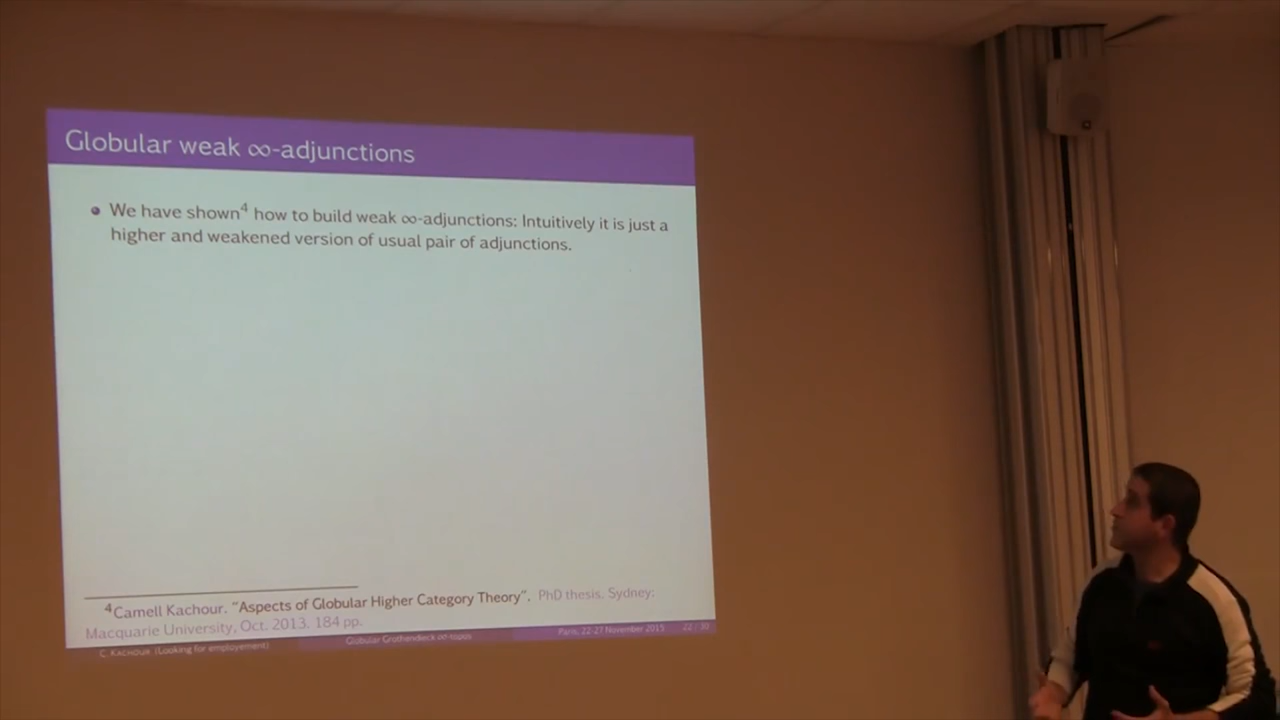 Globular weak ∞-adjunctions
We have shown⁴ how to build weak ∞-adjunctions: Intuitively it is just a
higher and weakened version of usual pair of adjunctions.
⁴Camell Kachour. "Aspects of Globular Higher Category Theory". PhD thesis. Sydney:
Macquarie University, Oct. 2013. 184 pp.
C.KACHOUR (Looking for employement) Globular Grothendieck ∞-topos Paris, 22-27 November 2015 22 / 30